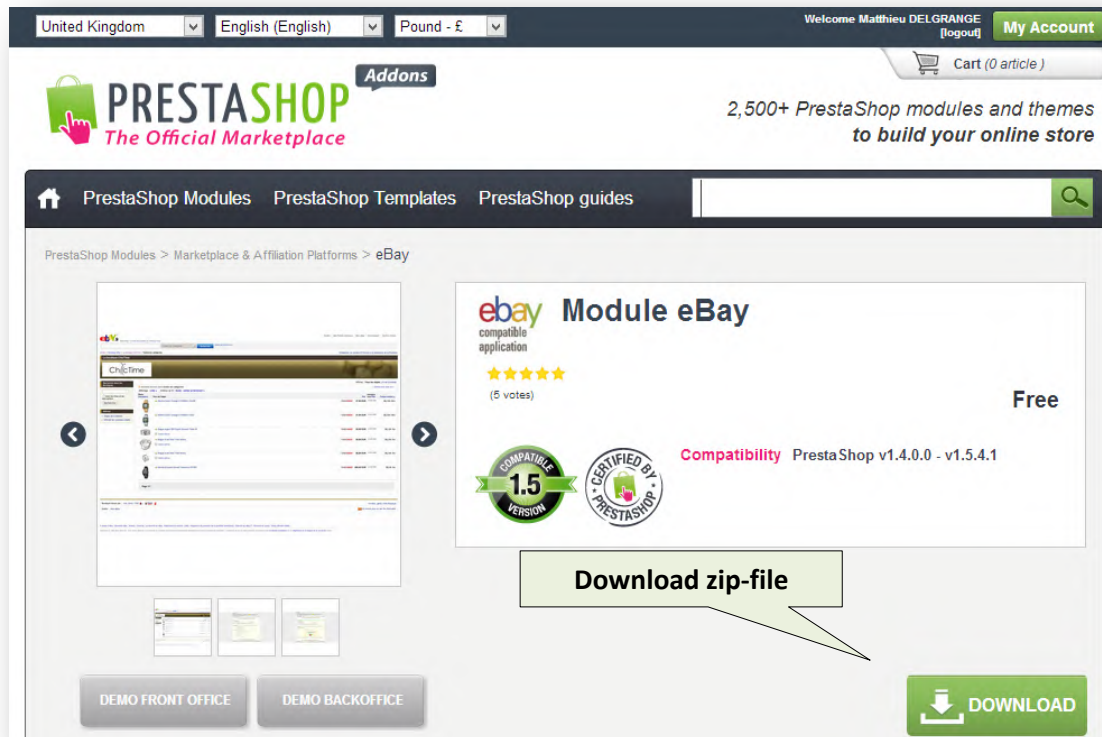 United Kingdom English (English) Pound - £
Welcome Matthieu DELGRANGE
[logout]
My Account
Cart (0 article )
PRESTASHOP Addons
The Official Marketplace
2,500+ PrestaShop modules and themes
to build your online store
PrestaShop Modules PrestaShop Templates PrestaShop guides
PrestaShop Modules > Marketplace & Affiliation Platforms > eBay
ebay
compatible
application
Module eBay
(5 votes)
Free
COMPATIBLE
1.5
VERSION
CERTIFIED BY
PRESTASHOP
Compatibility PrestaShop v1.4.0.0 - v1.5.4.1
ChicTime
Download zip-file
DEMO FRONT OFFICE DEMO BACKOFFICE
DOWNLOAD